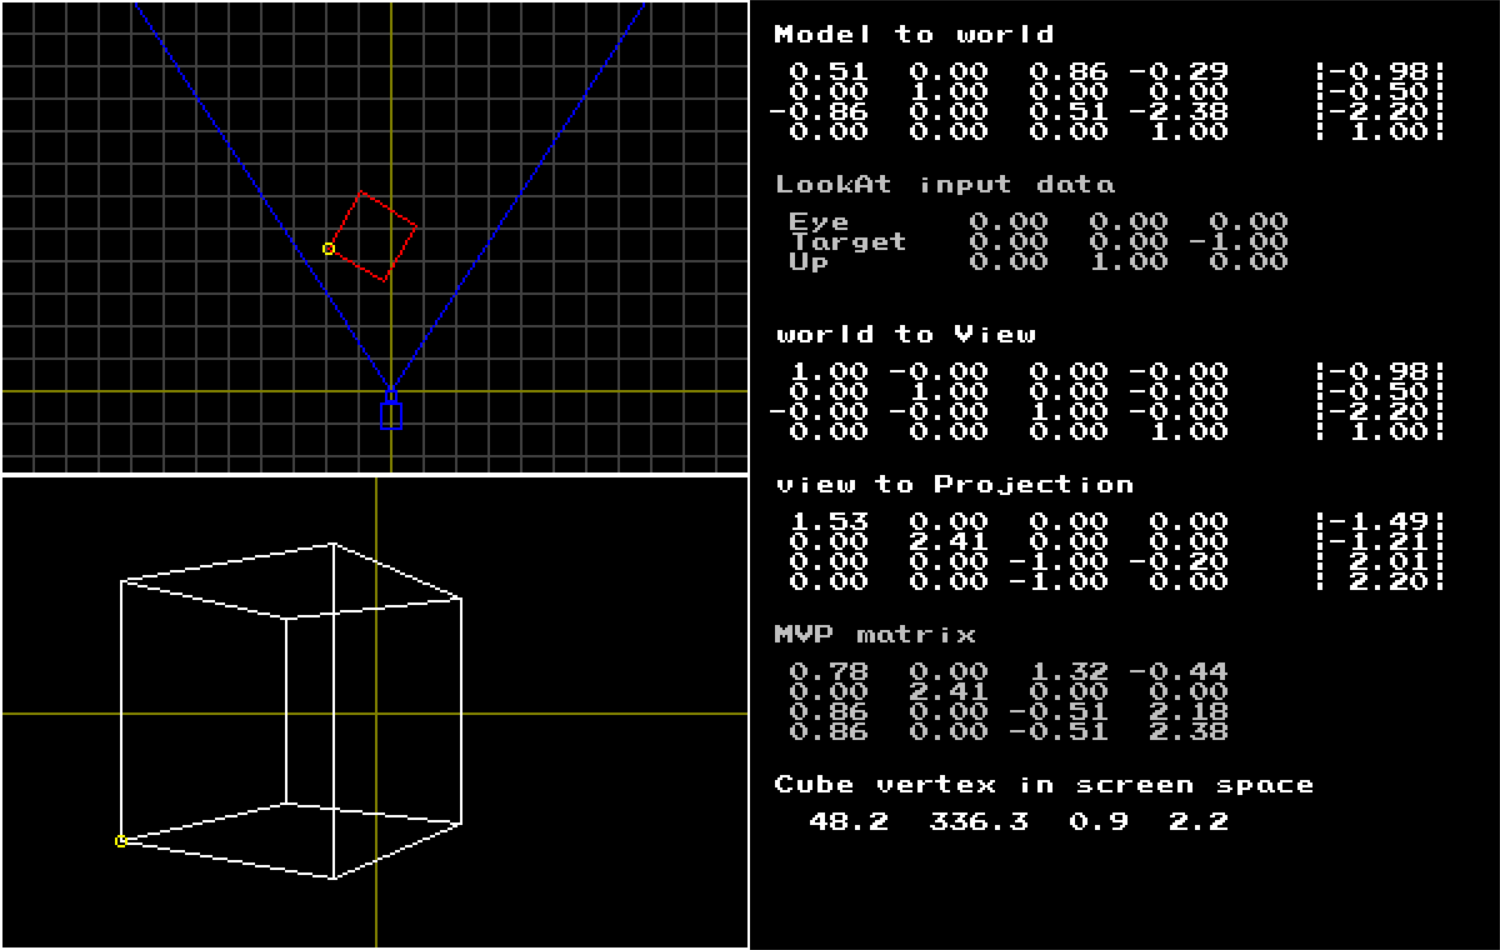 Model to world
0.51 0.00 0.86 -0.29 |-0.98|
0.00 1.00 0.00 0.00 |-0.50|
-0.86 0.00 0.51 -2.38 |-2.20|
0.00 0.00 0.00 1.00 | 1.00|
LookAt input data
Eye 0.00 0.00 0.00
Target 0.00 0.00 -1.00
Up 0.00 1.00 0.00
world to View
1.00 -0.00 0.00 -0.00 |-0.98|
0.00 1.00 0.00 -0.00 |-0.50|
-0.00 -0.00 1.00 -0.00 |-2.20|
0.00 0.00 0.00 1.00 | 1.00|
view to Projection
1.53 0.00 0.00 0.00 |-1.49|
0.00 2.41 0.00 0.00 |-1.21|
0.00 0.00 -1.00 -0.20 | 2.01|
0.00 0.00 -1.00 0.00 | 2.20|
MVP matrix
0.78 0.00 1.32 -0.44
0.00 2.41 0.00 0.00
0.86 0.00 -0.51 2.18
0.86 0.00 -0.51 2.38
Cube vertex in screen space
48.2 336.3 0.9 2.2